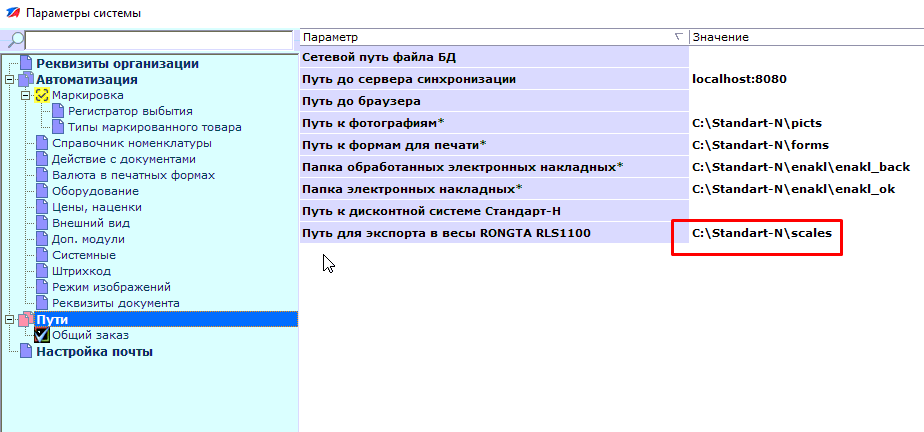 Параметры системы
Реквизиты организации
Автоматизация
Маркировка
Регистратор выбытия
Типы маркированного товара
Справочник номенклатуры
Действие с документами
Валюта в печатных формах
Оборудование
Цены, наценки
Внешний вид
Доп. модули
Системные
Штрихкод
Режим изображений
Реквизиты документа
Пути
Общий заказ
Настройка почты
Параметр Значение
Сетевой путь файла БД
Путь до сервера синхронизации localhost:8080
Путь до браузера
Путь к фотографиям* C:\Standart-N\picts
Путь к формам для печати* C:\Standart-N\forms
Папка обработанных электронных накладных* C:\Standart-N\enakl\enakl_back
Папка электронных накладных* C:\Standart-N\enakl\enakl_ok
Путь к дисконтной системе Стандарт-Н
Путь для экспорта в весы RONGTA RLS1100 C:\Standart-N\scales